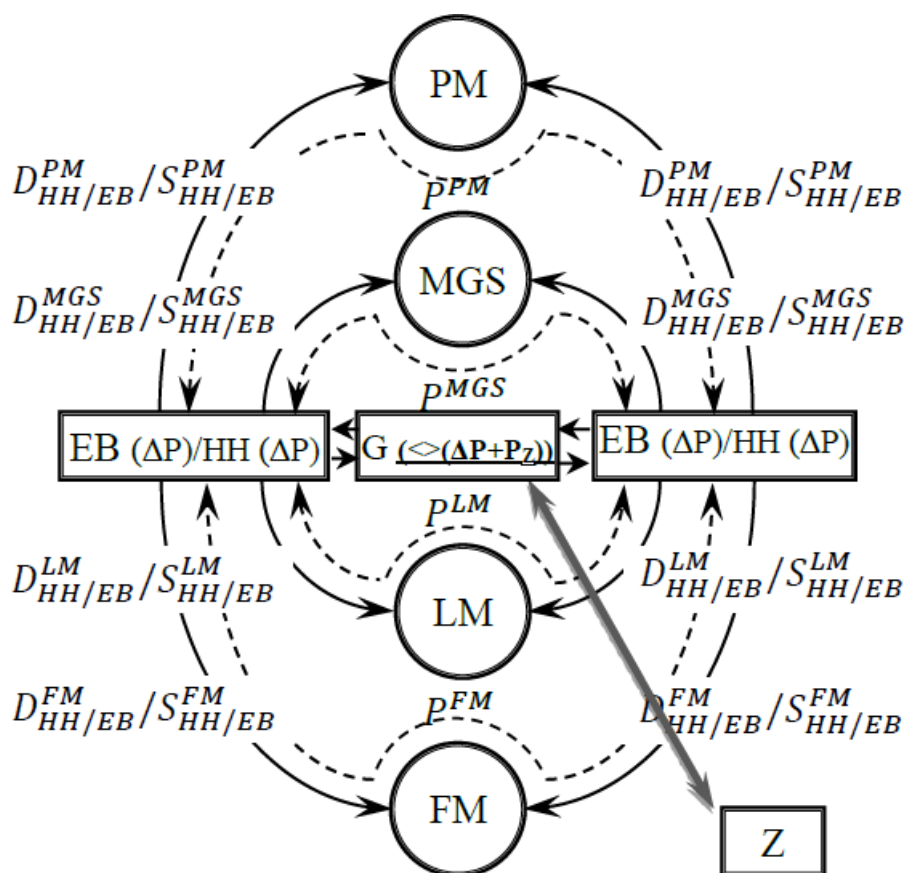 PM
D^{PM}_{HH/EB}/S^{PM}_{HH/EB} P^{PM} D^{PM}_{HH/EB}/S^{PM}_{HH/EB}
MGS
D^{MGS}_{HH/EB}/S^{MGS}_{HH/EB} D^{MGS}_{HH/EB}/S^{MGS}_{HH/EB}
P^{MGS}
EB (ΔP)/HH (ΔP) G (<>(ΔP+P_Z)) EB (ΔP)/HH (ΔP)
P^{LM}
D^{LM}_{HH/EB}/S^{LM}_{HH/EB} D^{LM}_{HH/EB}/S^{LM}_{HH/EB}
LM
D^{FM}_{HH/EB}/S^{FM}_{HH/EB} P^{FM} D^{FM}_{HH/EB}/S^{FM}_{HH/EB}
FM
Z